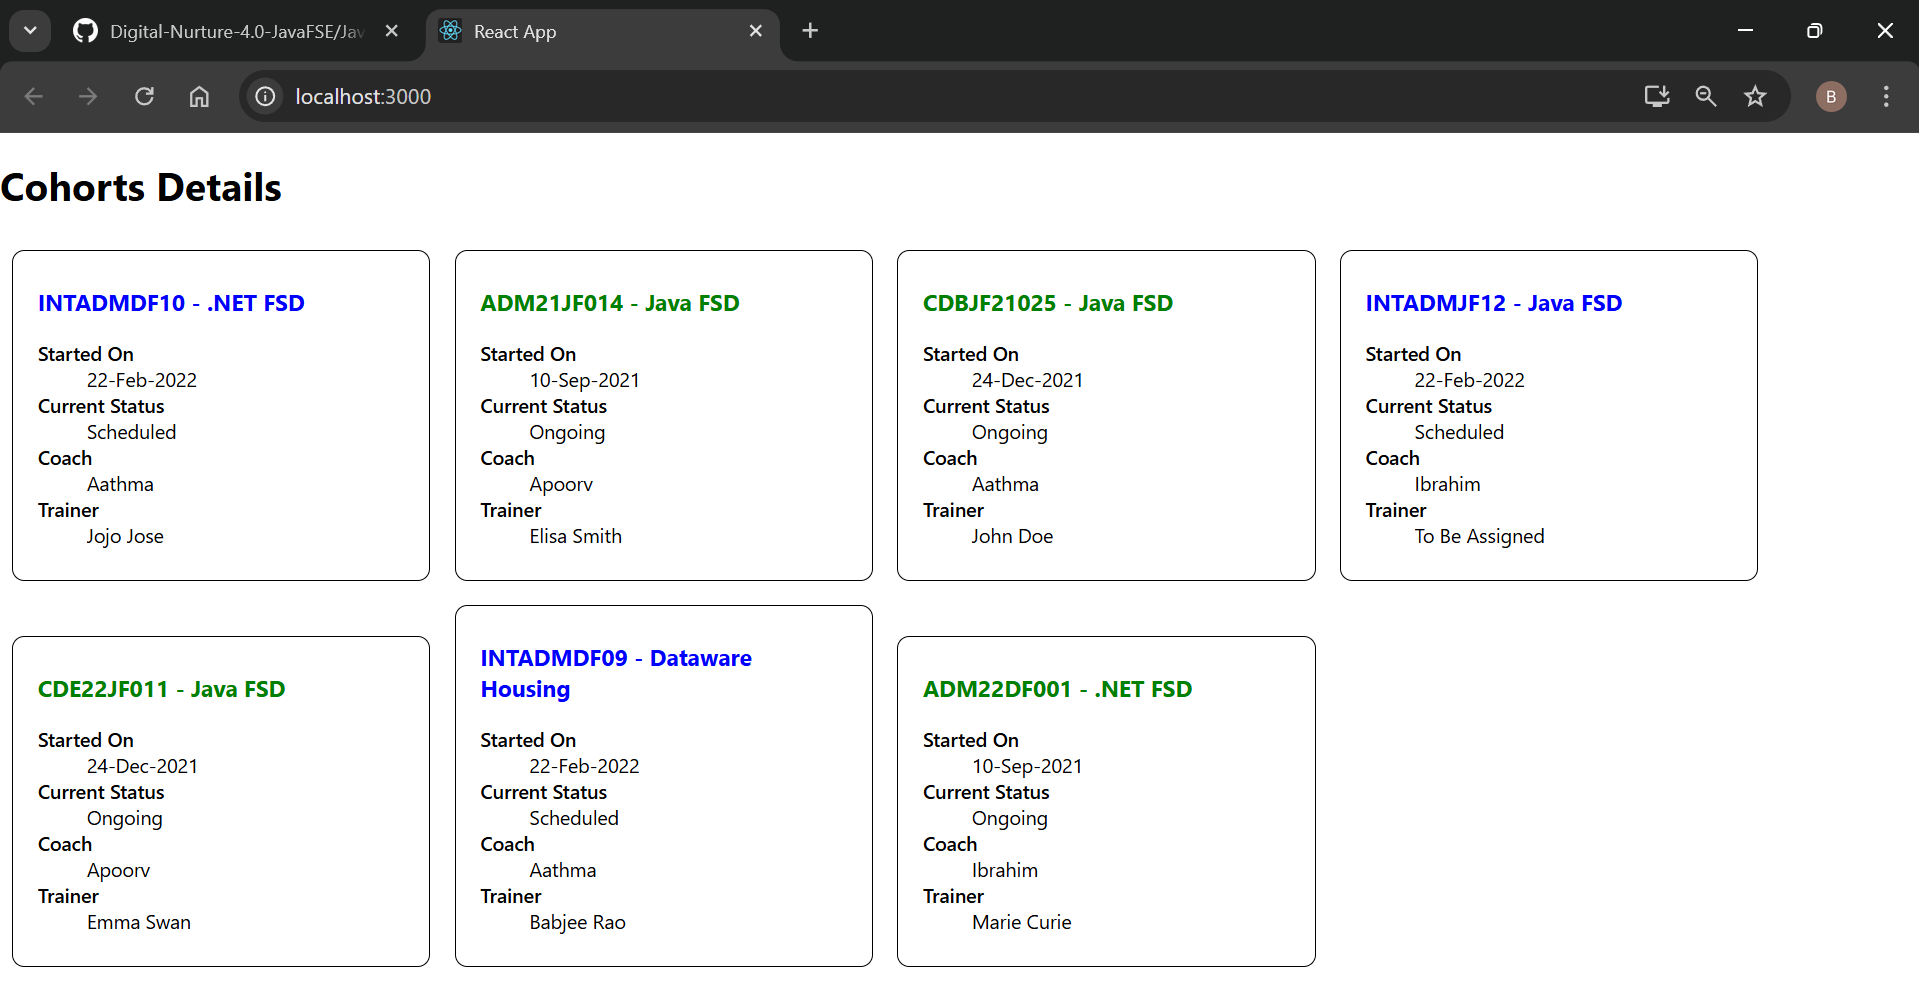 Digital-Nurture-4.0-JavaFSE/Jav
React App
localhost:3000
B
Cohorts Details
INTADMDF10 - .NET FSD
Started On
22-Feb-2022
Current Status
Scheduled
Coach
Aathma
Trainer
Jojo Jose
ADM21JF014 - Java FSD
Started On
10-Sep-2021
Current Status
Ongoing
Coach
Apoorv
Trainer
Elisa Smith
CDBJF21025 - Java FSD
Started On
24-Dec-2021
Current Status
Ongoing
Coach
Aathma
Trainer
John Doe
INTADMJF12 - Java FSD
Started On
22-Feb-2022
Current Status
Scheduled
Coach
Ibrahim
Trainer
To Be Assigned
CDE22JF011 - Java FSD
Started On
24-Dec-2021
Current Status
Ongoing
Coach
Apoorv
Trainer
Emma Swan
INTADMDF09 - Dataware
Housing
Started On
22-Feb-2022
Current Status
Scheduled
Coach
Aathma
Trainer
Babjee Rao
ADM22DF001 - .NET FSD
Started On
10-Sep-2021
Current Status
Ongoing
Coach
Ibrahim
Trainer
Marie Curie